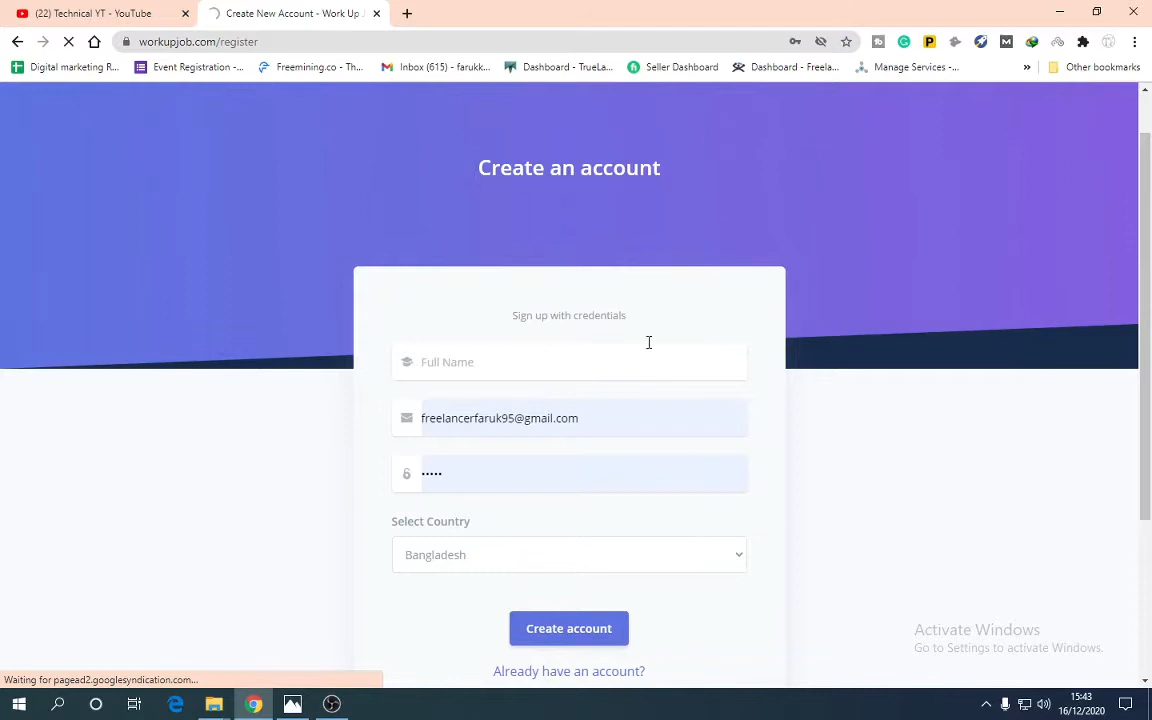 (22) Technical YT - YouTube
Create New Account - Work Up J
workupjob.com/register
Digital marketing R...
Event Registration -...
Freemining.co - Th...
Inbox (615) - farukk...
Dashboard - TrueLa...
Seller Dashboard
Dashboard - Freela...
Manage Services -...
Other bookmarks
Create an account
Sign up with credentials
Full Name
freelancerfaruk95@gmail.com
•••••
Select Country
Bangladesh
Create account
Already have an account?
Activate Windows
Go to Settings to activate Windows.
Waiting for pagead2.googlesyndication.com...
15:43
16/12/2020